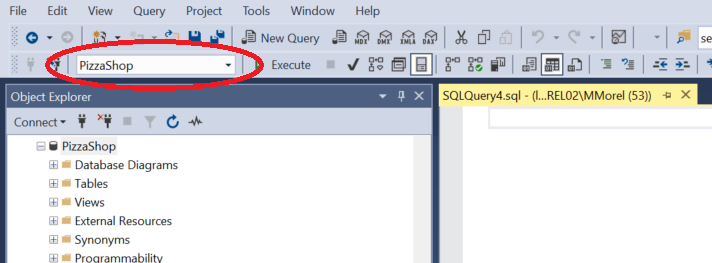 File Edit View Query Project Tools Window Help
New Query MDX DMX XMLA DAX se
PizzaShop Execute
Object Explorer
SQLQuery4.sql - (l...REL02\MMorel (53))
Connect
PizzaShop
Database Diagrams
Tables
Views
External Resources
Synonyms
Programmability